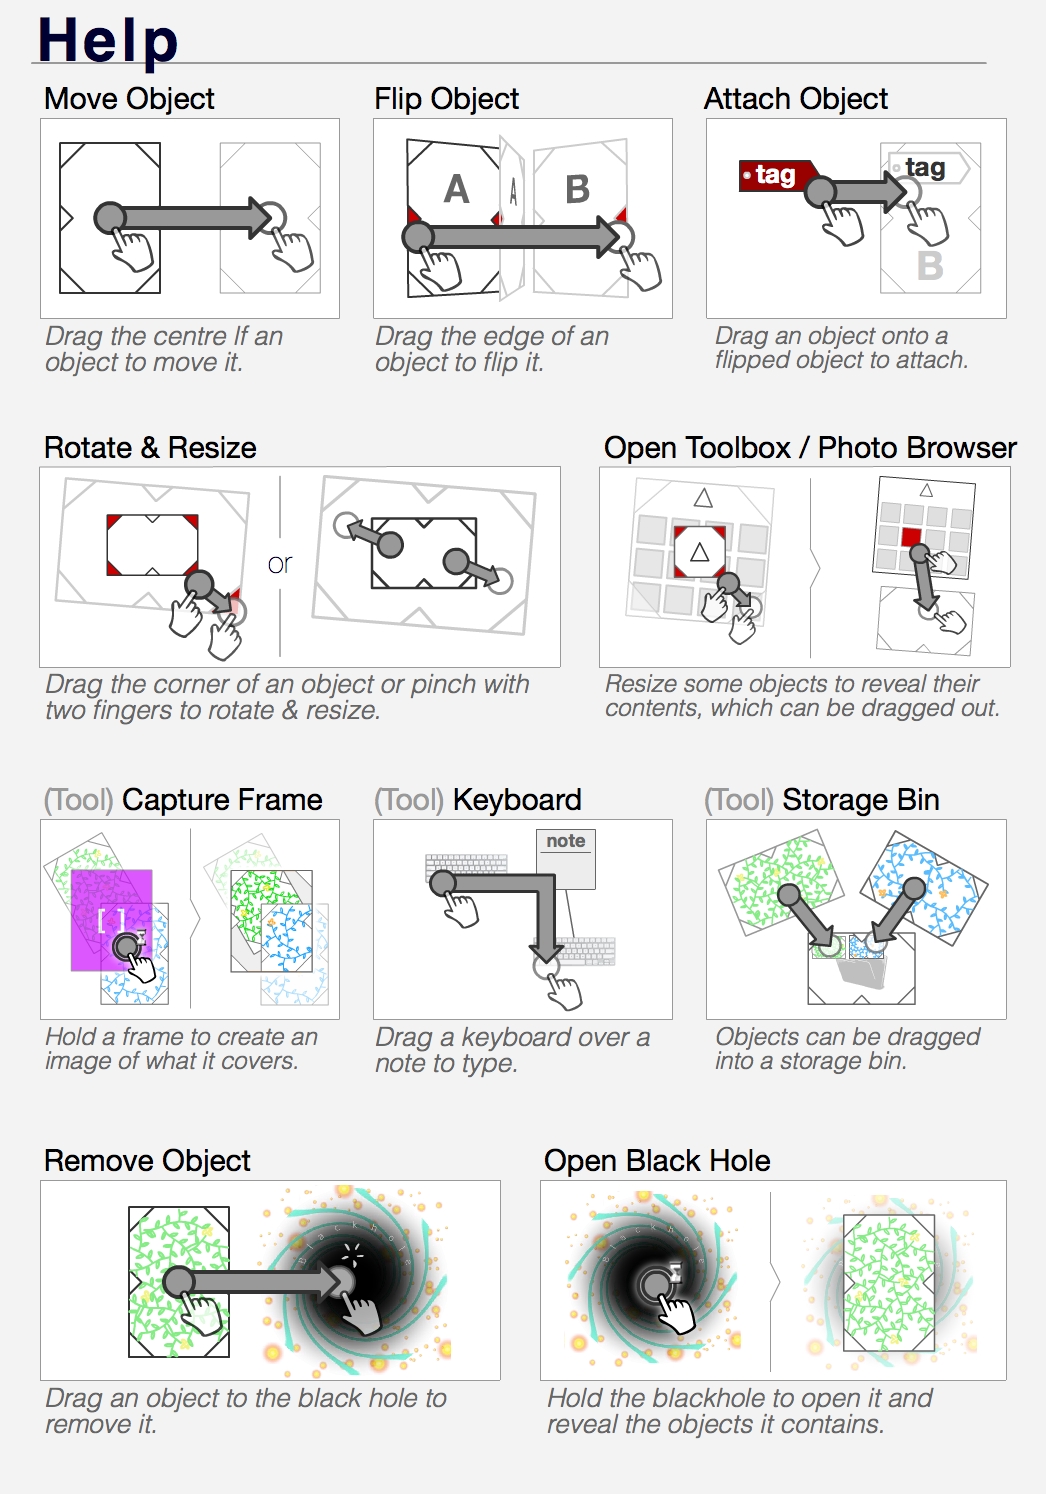 Help
Move Object
Flip Object
Attach Object
A
A
B
tag
tag
B
Drag the centre If an
object to move it.
Drag the edge of an
object to flip it.
Drag an object onto a
flipped object to attach.
Rotate & Resize
Open Toolbox / Photo Browser
or
Drag the corner of an object or pinch with
two fingers to rotate & resize.
Resize some objects to reveal their
contents, which can be dragged out.
(Tool) Capture Frame
(Tool) Keyboard
(Tool) Storage Bin
[ ]
note
Hold a frame to create an
image of what it covers.
Drag a keyboard over a
note to type.
Objects can be dragged
into a storage bin.
Remove Object
Open Black Hole
Blackhole
Blackhole
Drag an object to the black hole to
remove it.
Hold the blackhole to open it and
reveal the objects it contains.